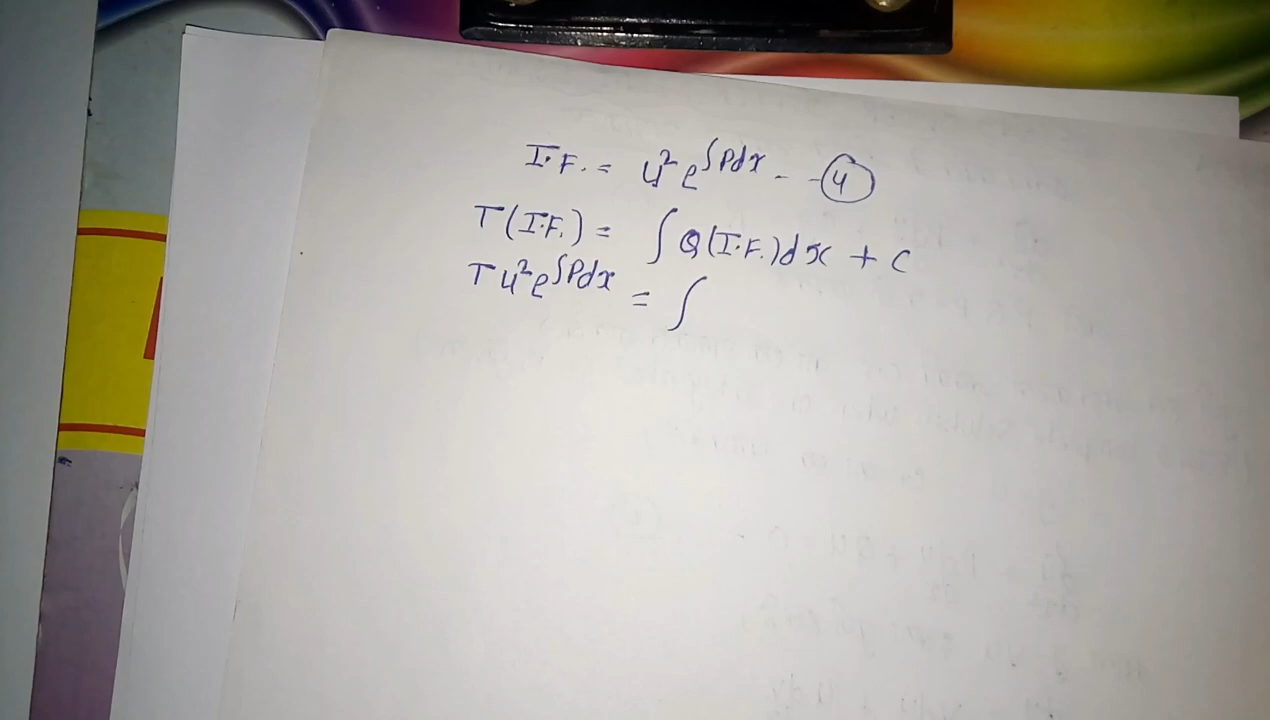 I.F. = u²e^∫Pdx - - (4)
T(I.F.) = ∫Q(I.F.)dx + c
Tu²e^∫Pdx = ∫